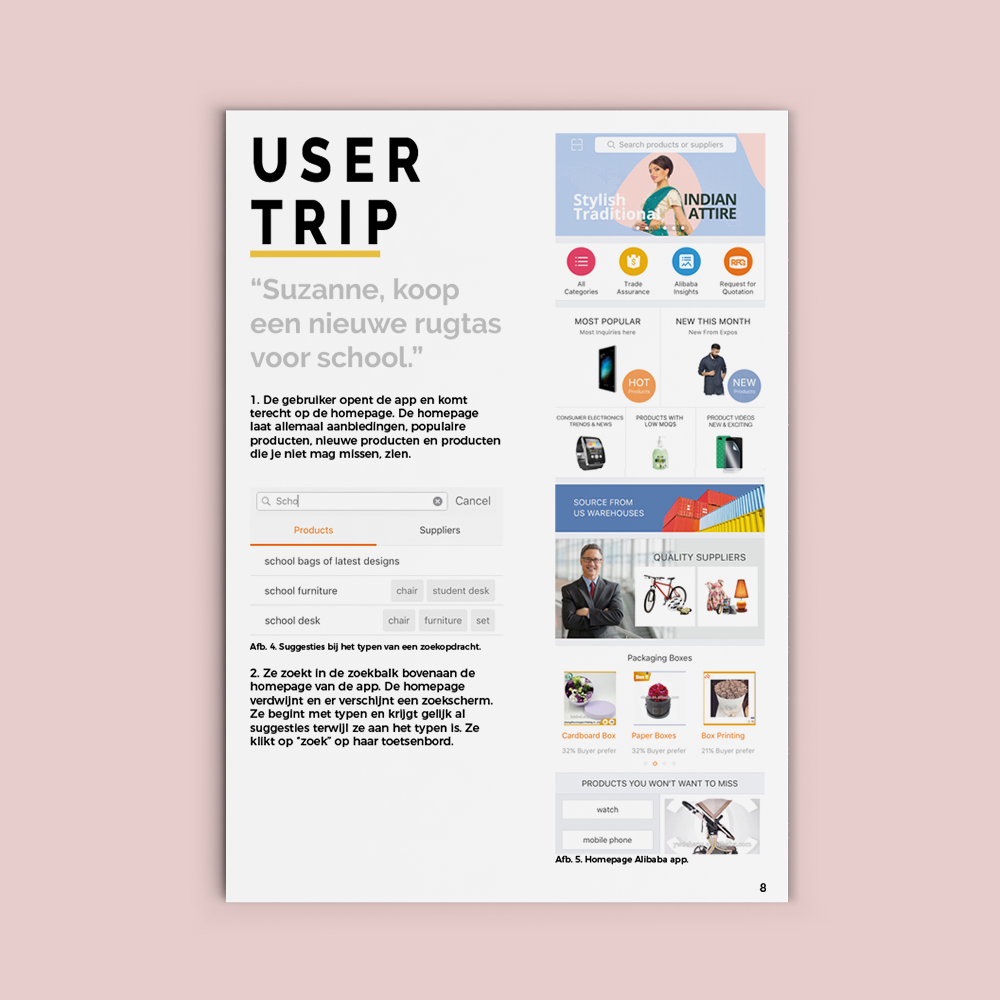 USER
TRIP
“Suzanne, koop
een nieuwe rugtas
voor school.”
1. De gebruiker opent de app en komt
terecht op de homepage. De homepage
laat allemaal aanbledingen, populaire
producten, nieuwe producten en producten
die je niet mag missen, zien.
Scho
Cancel
Products
Suppliers
school bags of latest designs
school furniture
chair
student desk
school desk
chair
furniture
set
Afb. 4. Suggesties bij het typen van een zoekopdracht.
2. Ze zoekt in de zoekbalk bovenaan de
homepage van de app. De homepage
verdwijnt en er verschijnt een zoekscherm.
Ze begint met typen en krijgt gelijk al
suggesties terwijl ze aan het typen is. Ze
klikt op “zoek” op haar toetsenbord.
Search products or suppliers
Stylish
Traditional
INDIAN
ATTIRE
All
Categories
Trade
Assurance
Alibaba
Insights
RFQ
Request for
Quotation
MOST POPULAR
Most Inquiries here
HOT
Products
NEW THIS MONTH
New From Expos
NEW
Products
CONSUMER ELECTRONICS
TRENDS & NEWS
PRODUCTS WITH
LOW MOQS
PRODUCT VIDEOS
NEW & EXCITING
SOURCE FROM
US WAREHOUSES
QUALITY SUPPLIERS
Packaging Boxes
Cardboard Box
32% Buyer prefer
Paper Boxes
32% Buyer prefer
Box Printing
21% Buyer prefer
PRODUCTS YOU WON'T WANT TO MISS
watch
mobile phone
Afb. 5. Homepage Alibaba app.
8